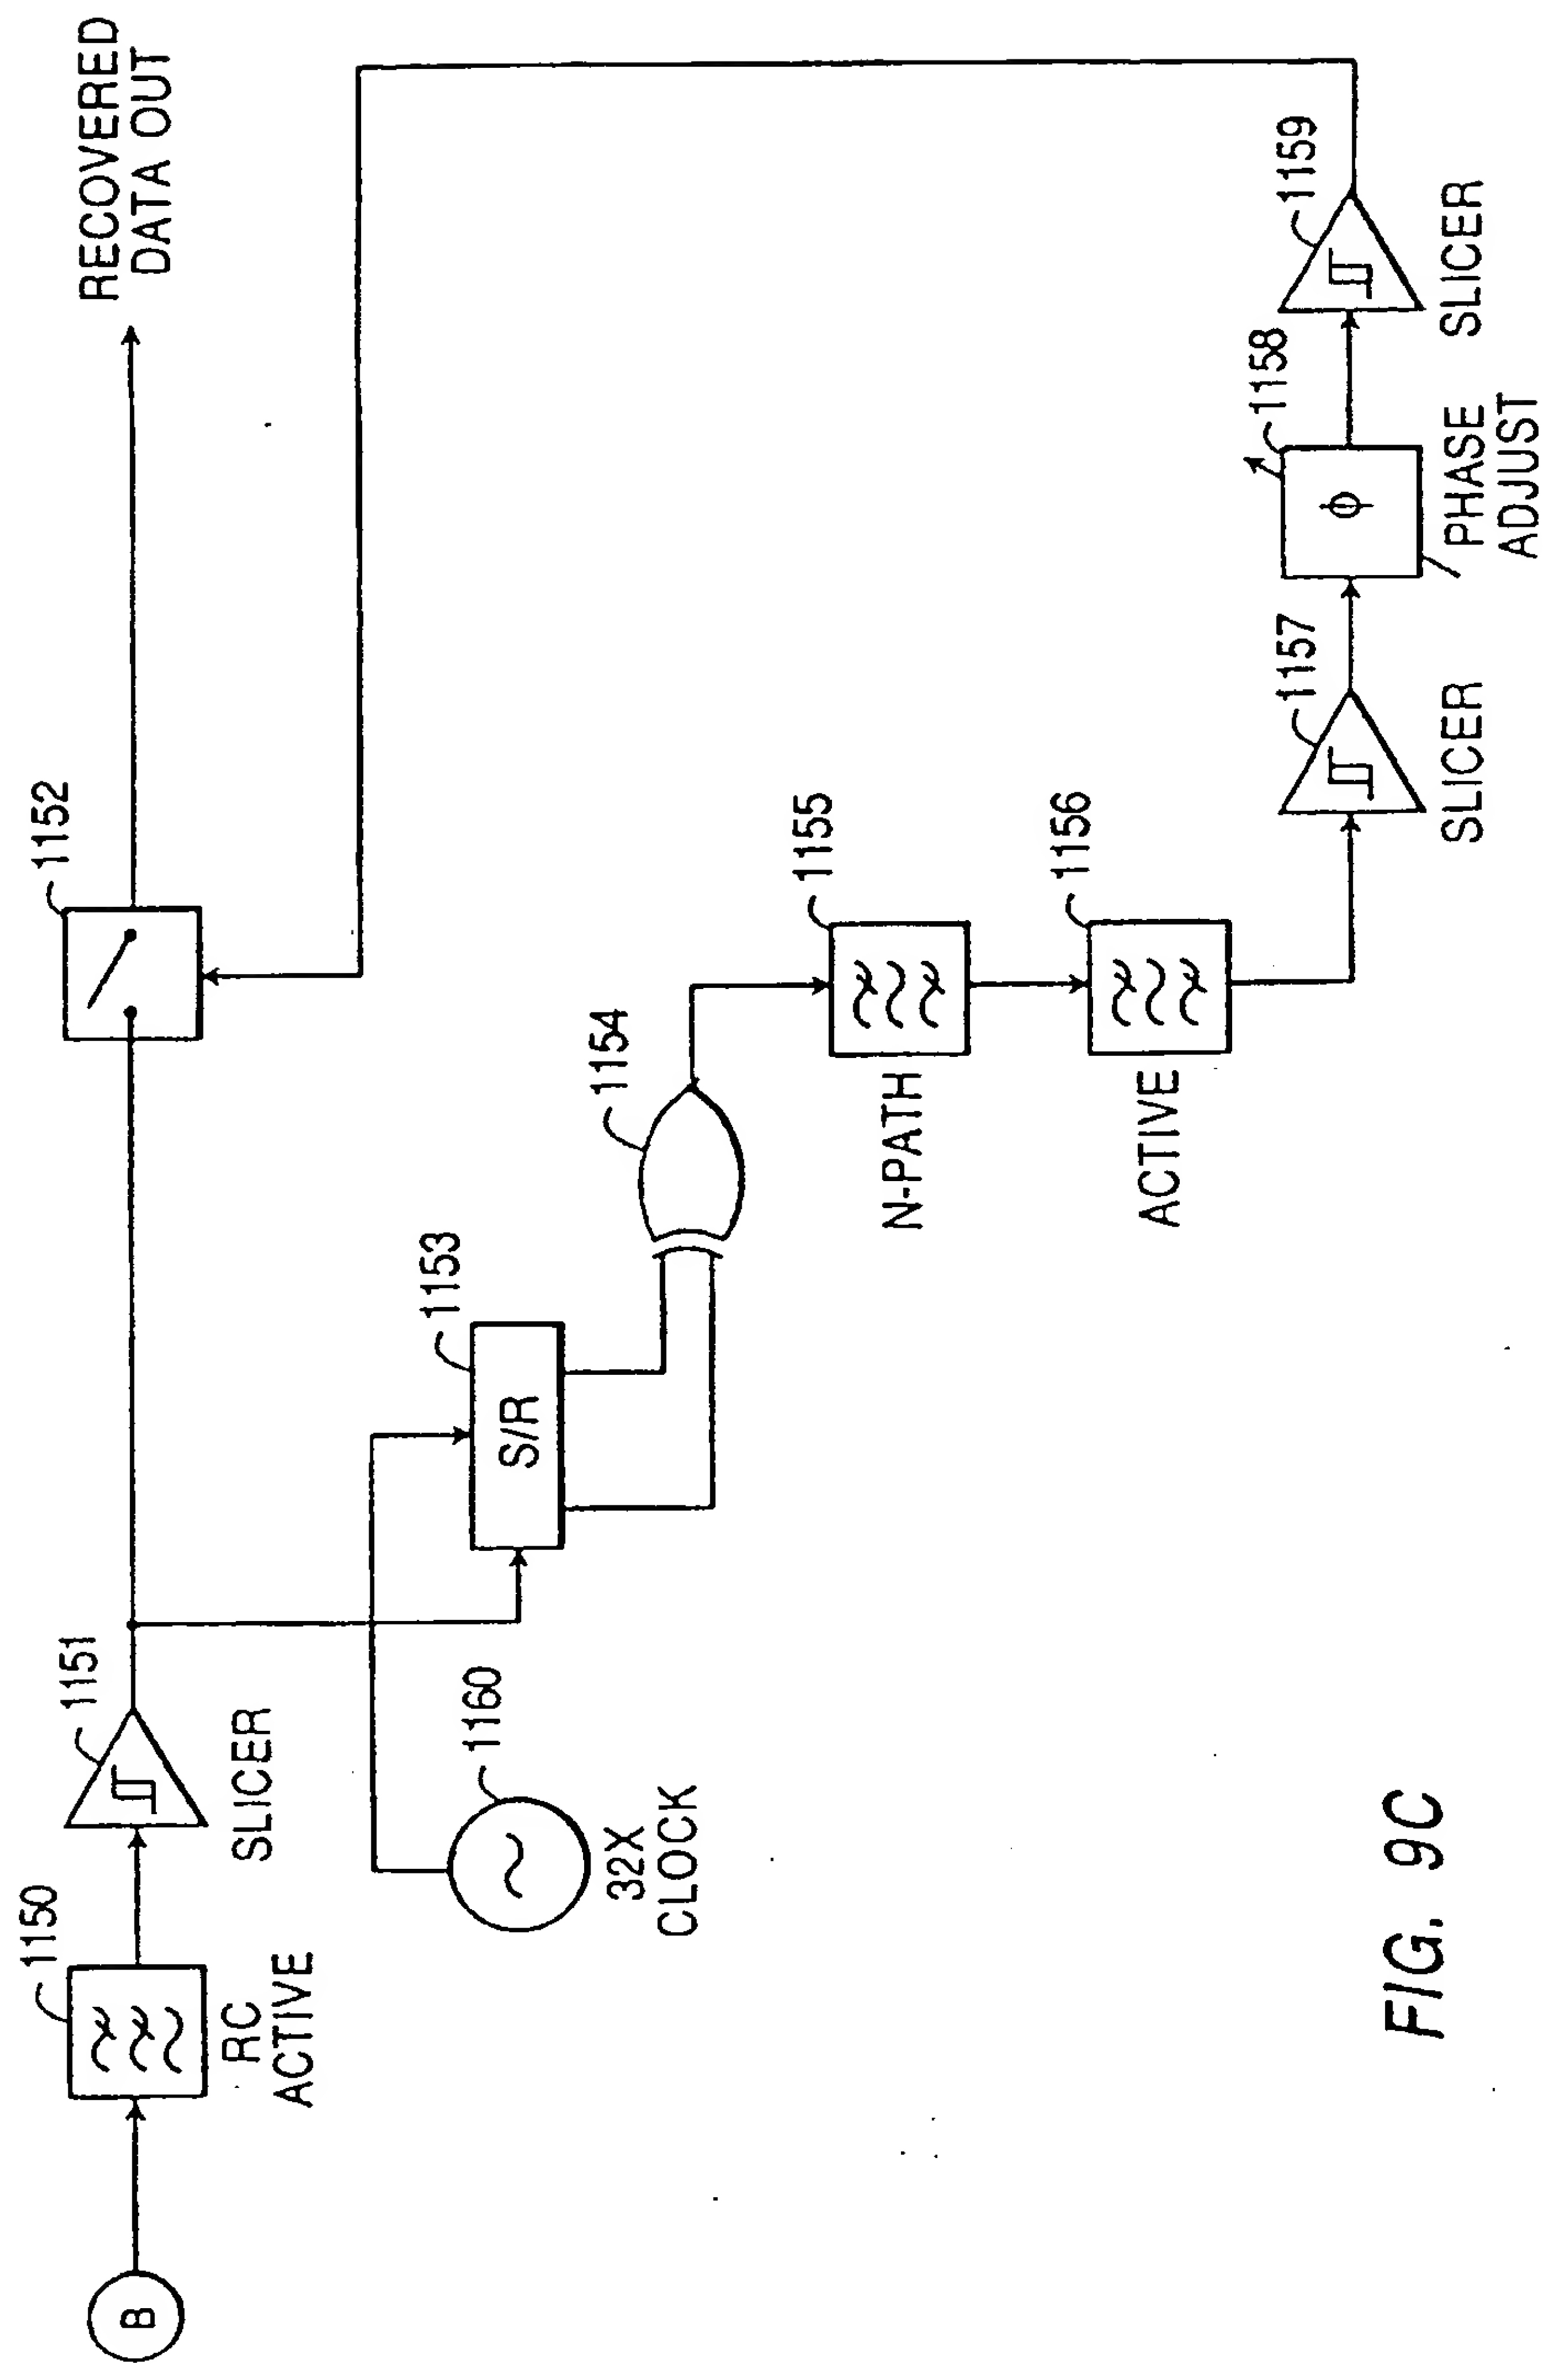 B
1150
RC
ACTIVE
1151
SLICER
1152
RECOVERED
DATA OUT
1160
32X
CLOCK
1153
S/R
1154
1155
N-PATH
1156
ACTIVE
1157
SLICER
1158
ϕ
PHASE
ADJUST
1159
SLICER
FIG. 9C